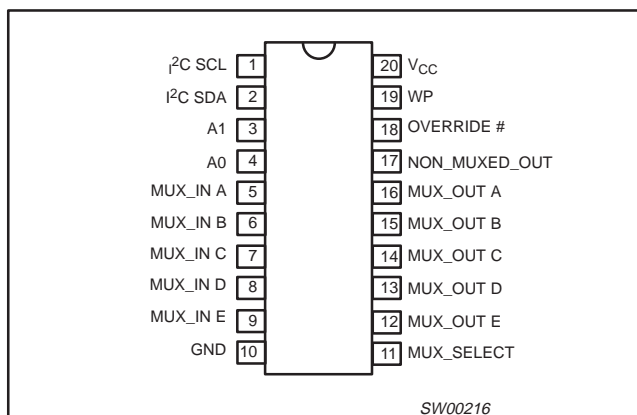 I²C SCL 1 20 VCC
I²C SDA 2 19 WP
A1 3 18 OVERRIDE #
A0 4 17 NON_MUXED_OUT
MUX_IN A 5 16 MUX_OUT A
MUX_IN B 6 15 MUX_OUT B
MUX_IN C 7 14 MUX_OUT C
MUX_IN D 8 13 MUX_OUT D
MUX_IN E 9 12 MUX_OUT E
GND 10 11 MUX_SELECT
SW00216